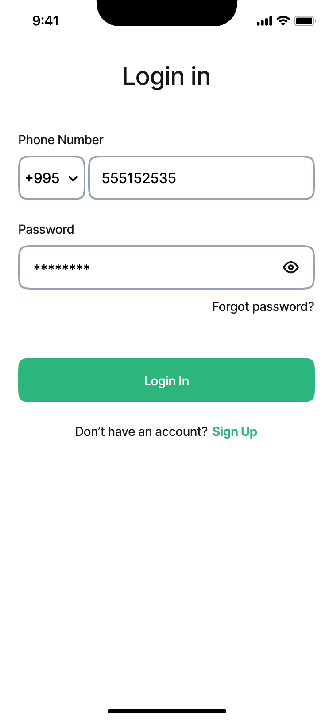 9:41
Login in
Phone Number
+995 555152535
Password
********
Forgot password?
Login In
Don't have an account? Sign Up